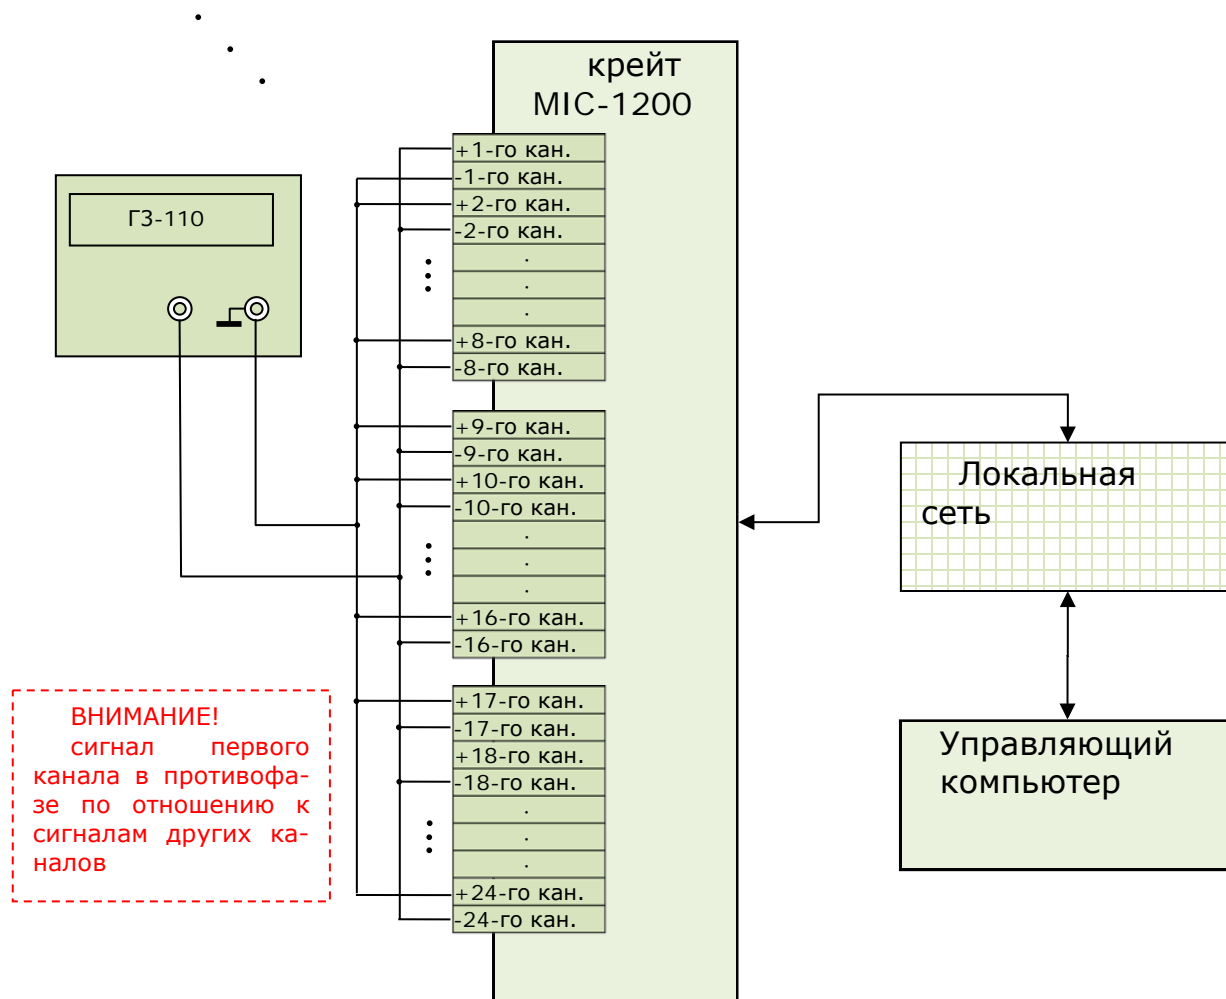 крейт
MIC-1200
+1-го кан.
-1-го кан.
+2-го кан.
-2-го кан.
.
.
.
+8-го кан.
-8-го кан.
ГЗ-110
+9-го кан.
-9-го кан.
+10-го кан.
-10-го кан.
.
.
.
+16-го кан.
-16-го кан.
+17-го кан.
-17-го кан.
+18-го кан.
-18-го кан.
.
.
.
+24-го кан.
-24-го кан.
Локальная
сеть
Управляющий
компьютер
ВНИМАНИЕ!
сигнал первого
канала в противофа-
зе по отношению к
сигналам других ка-
налов